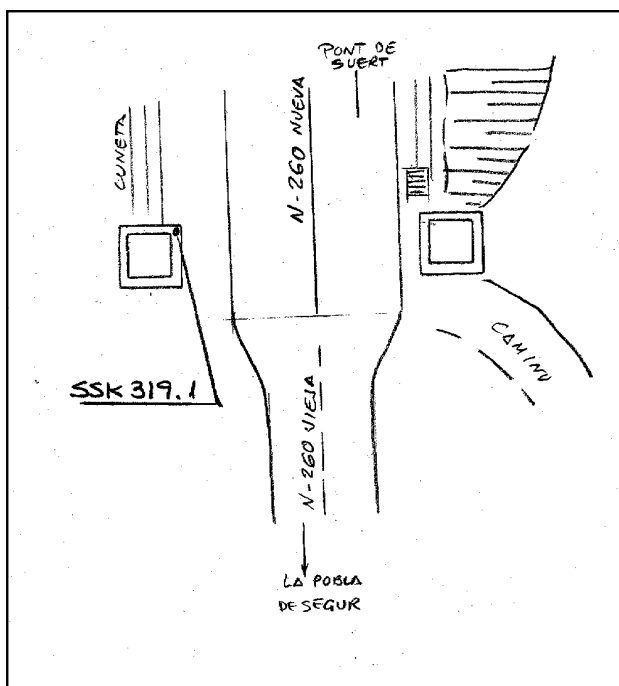 PONT DE
SUERT
CUNETA
N-260 NUEVA
CAMINO
SSK 319.1
N-260 VIEJA
LA POBLA
DE SEGUR